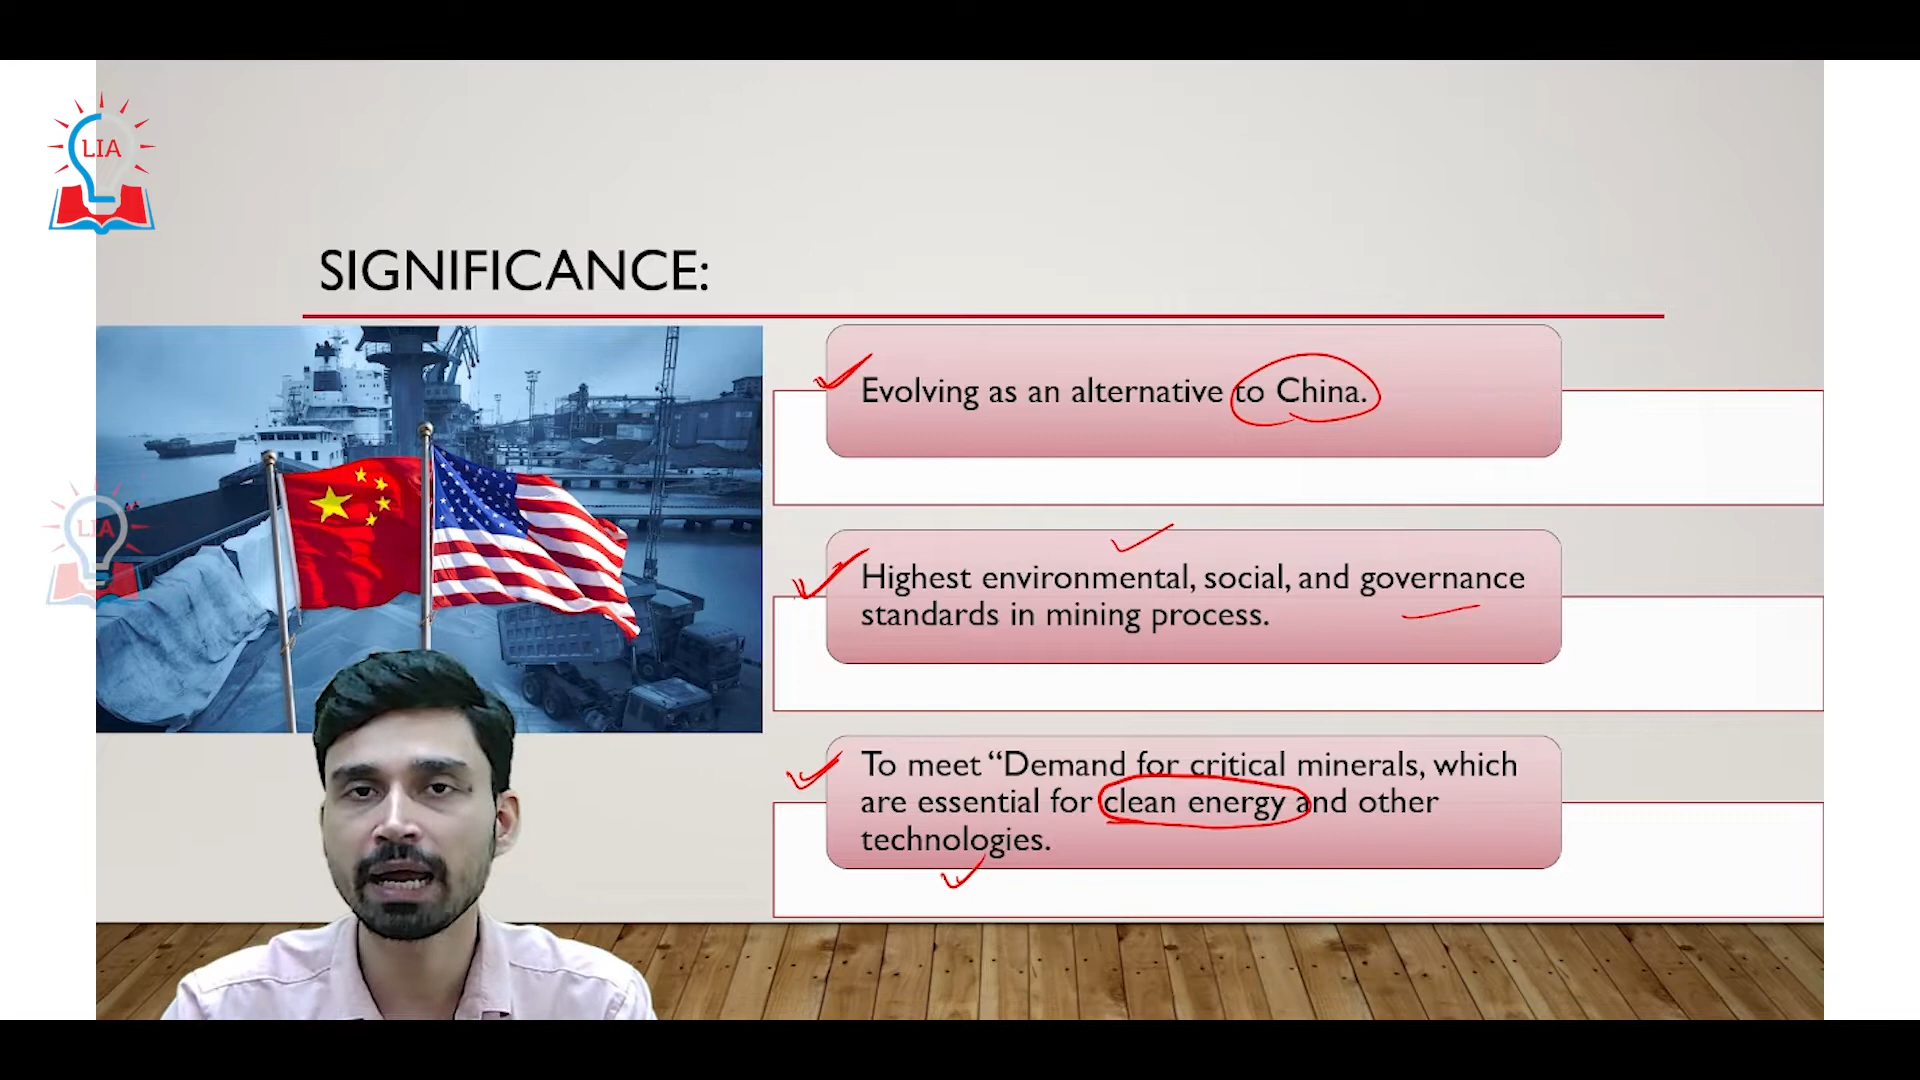 LIA
SIGNIFICANCE:
Evolving as an alternative to China.
LIA
Highest environmental, social, and governance
standards in mining process.
To meet “Demand for critical minerals, which
are essential for clean energy and other
technologies.